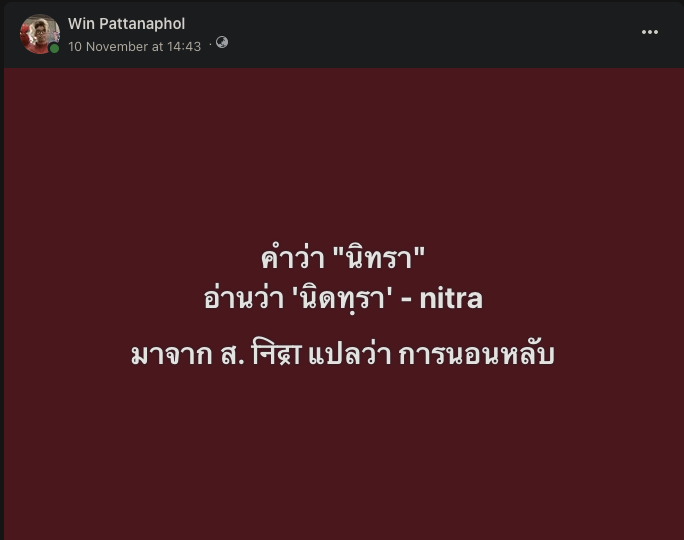 Win Pattanaphol
10 November at 14:43 ·
คำว่า "นิทรา"
อ่านว่า 'นิดทฺรา' - nitra
มาจาก ส. निद्रा แปลว่า การนอนหลับ